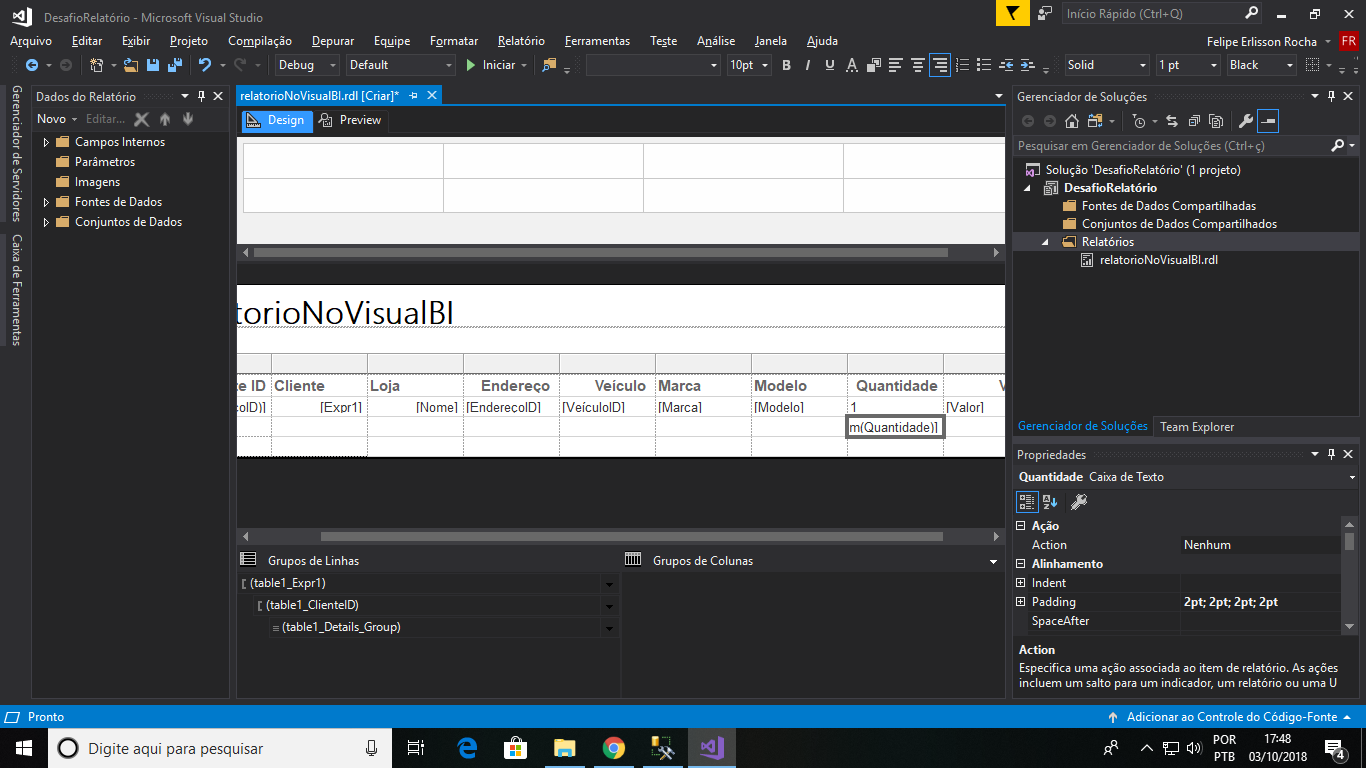 DesafioRelatório - Microsoft Visual Studio
Início Rápido (Ctrl+Q)
Arquivo Editar Exibir Projeto Compilação Depurar Equipe Formatar Relatório Ferramentas Teste Análise Janela Ajuda
Felipe Erlisson Rocha FR
Debug Default Iniciar 10pt B I U A Solid 1 pt Black
Gerenciador de Servidores
Caixa de Ferramentas
Dados do Relatório
Novo Editar...
Campos Internos
Parâmetros
Imagens
Fontes de Dados
Conjuntos de Dados
relatorioNoVisualBI.rdl [Criar]*
Design Preview
torioNoVisualBI
te ID Cliente Loja Endereço Veículo Marca Modelo Quantidade V
[Expr1] [Nome] [EnderecoID] [VeículoID] [Marca] [Modelo] 1 [Valor]
m(Quantidade)]
Grupos de Linhas
(table1_Expr1)
(table1_ClienteID)
(table1_Details_Group)
Grupos de Colunas
Gerenciador de Soluções
Pesquisar em Gerenciador de Soluções (Ctrl+ç)
Solução 'DesafioRelatório' (1 projeto)
DesafioRelatório
Fontes de Dados Compartilhadas
Conjuntos de Dados Compartilhados
Relatórios
relatorioNoVisualBI.rdl
Gerenciador de Soluções Team Explorer
Propriedades
Quantidade Caixa de Texto
Ação
Action Nenhum
Alinhamento
Indent
Padding 2pt; 2pt; 2pt; 2pt
SpaceAfter
Action
Especifica uma ação associada ao item de relatório. As ações
incluem um salto para um indicador, um relatório ou uma U
Pronto
Adicionar ao Controle do Código-Fonte
Digite aqui para pesquisar
POR
PTB
17:48
03/10/2018
4